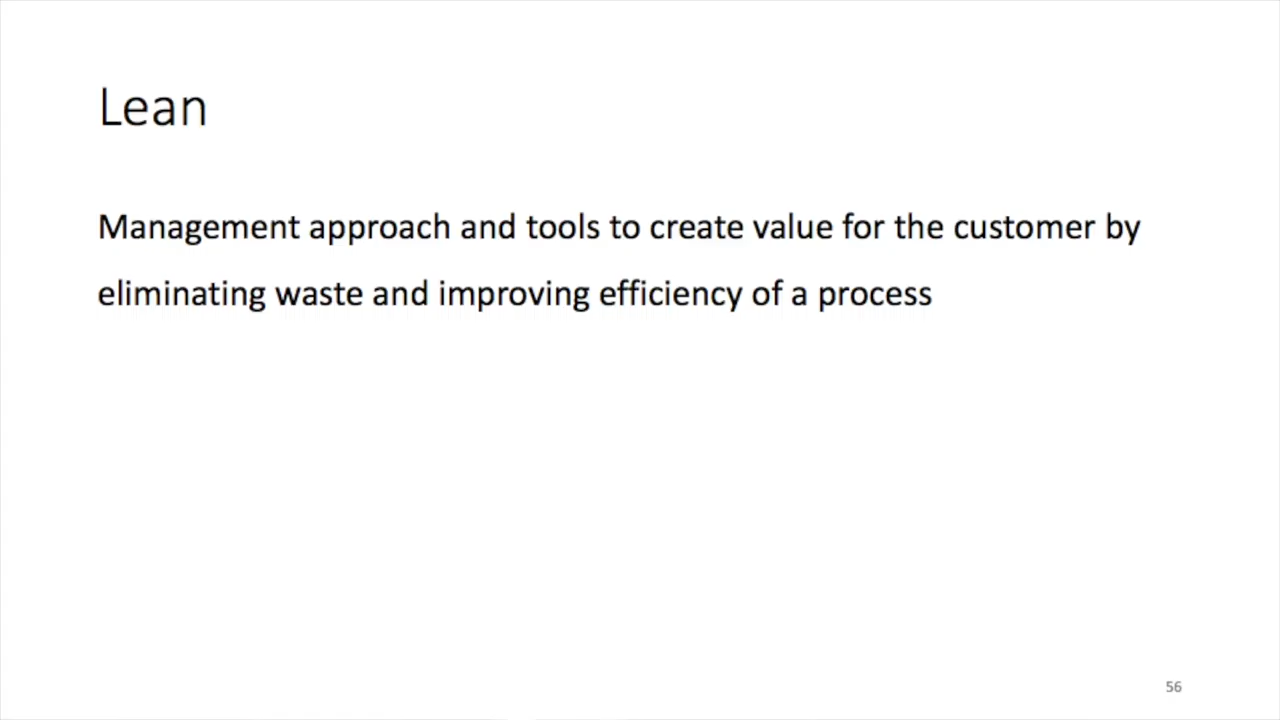 Lean
Management approach and tools to create value for the customer by
eliminating waste and improving efficiency of a process
56